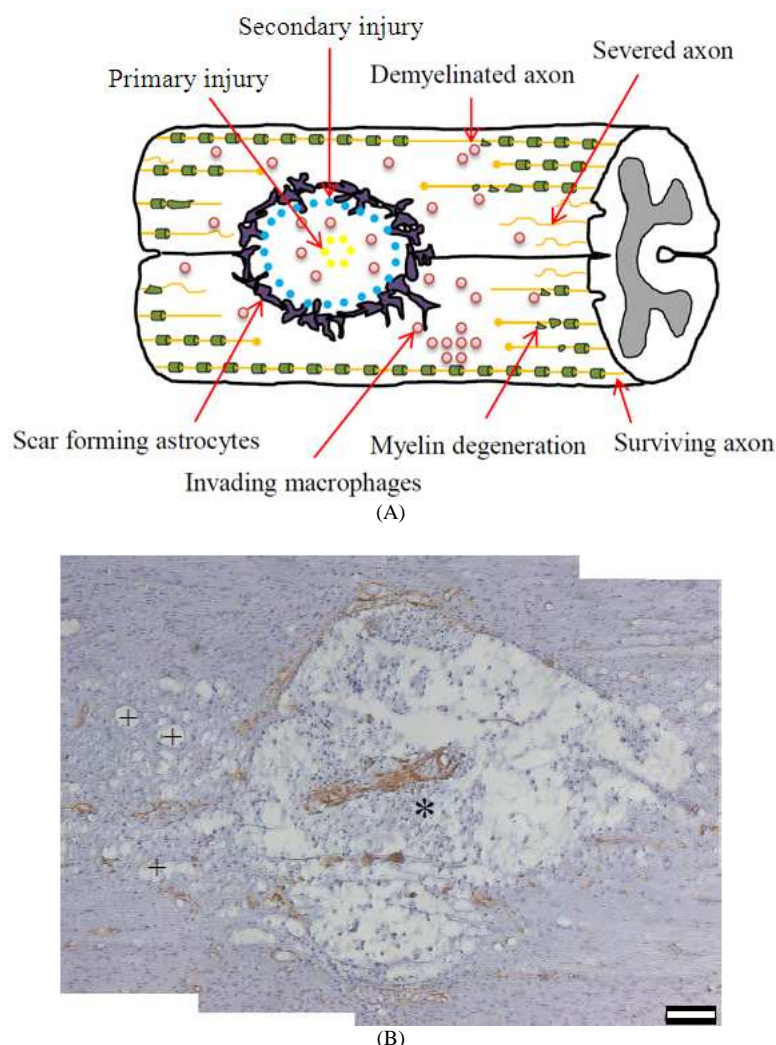 Secondary injury
Severed axon
Primary injury
Demyelinated axon
Scar forming astrocytes
Myelin degeneration
Surviving axon
Invading macrophages
(A)
+
+
*
+
(B)